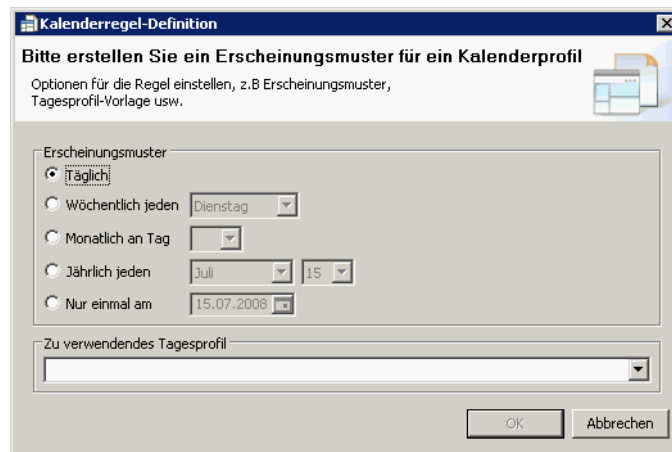 Kalenderregel-Definition
Bitte erstellen Sie ein Erscheinungsmuster für ein Kalenderprofil
Optionen für die Regel einstellen, z.B Erscheinungsmuster,
Tagesprofil-Vorlage usw.
Erscheinungsmuster
Täglich
Wöchentlich jeden Dienstag
Monatlich an Tag
Jährlich jeden Juli 15
Nur einmal am 15.07.2008
Zu verwendendes Tagesprofil
OK Abbrechen